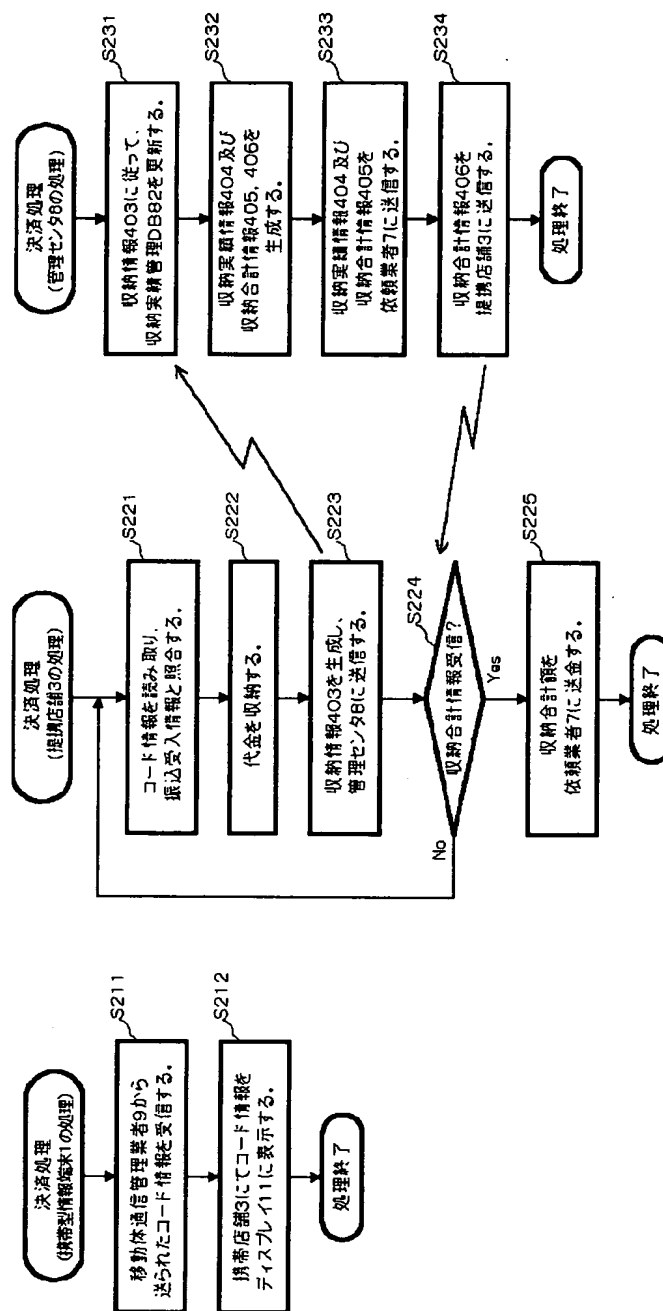 決済処理
(携帯型情報端末1の処理)
S211
移動体通信管理業者9から
送られたコード情報を受信する。
S212
携帯店舗3にてコード情報を
ディスプレイ11に表示する。
処理終了
決済処理
(提携店舗3の処理)
S221
コード情報を読み取り、
振込受入情報と照合する。
S222
代金を収納する。
S223
収納情報403を生成し、
管理センタ8に送信する。
S224
収納合計情報受信?
No
Yes
S225
収納合計額を
依頼業者7に送金する。
処理終了
決済処理
(管理センタ8の処理)
S231
収納情報403に従って、
収納実績管理DB82を更新する。
S232
収納実績情報404及び
収納合計情報405,406を
生成する。
S233
収納実績情報404及び
収納合計情報405を
依頼業者7に送信する。
S234
収納合計情報406を
提携店舗3に送信する。
処理終了